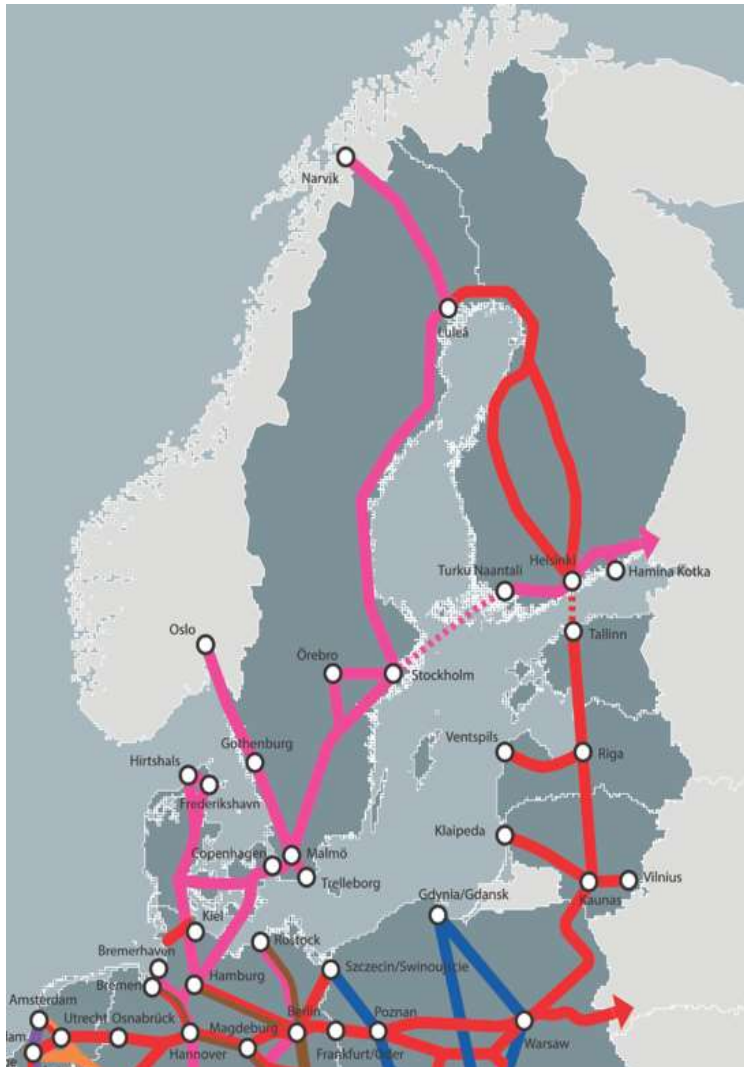 Narvik
Luleå
Helsinki
Turku Naantali
Hamina Kotka
Oslo
Tallinn
Örebro
Stockholm
Gothenburg
Ventspils
Riga
Hirtshals
Frederikshavn
Klaipeda
Copenhagen
Malmö
Trelleborg
Vilnius
Gdynia/Gdansk
Kaunas
Kiel
Rostock
Bremerhaven
Szczecin/Swinoujscie
Hamburg
Bremen
Amsterdam
Utrecht
Osnabrück
Magdeburg
Berlin
Poznan
dam
Hannover
Frankfurt/Oder
Warsaw
ge